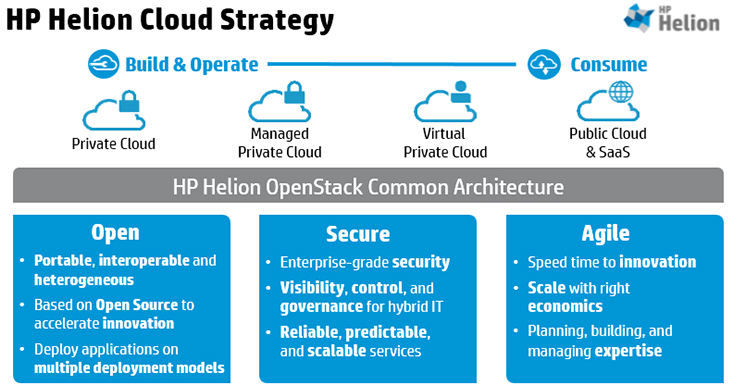 HP Helion Cloud Strategy
HP
Helion
Build & Operate
Consume
Private Cloud
Managed
Private Cloud
Virtual
Private Cloud
Public Cloud
& SaaS
HP Helion OpenStack Common Architecture
Open
• Portable, interoperable and
heterogeneous
• Based on Open Source to
accelerate innovation
• Deploy applications on
multiple deployment models
Secure
• Enterprise-grade security
• Visibility, control, and
governance for hybrid IT
• Reliable, predictable,
and scalable services
Agile
• Speed time to innovation
• Scale with right
economics
• Planning, building, and
managing expertise